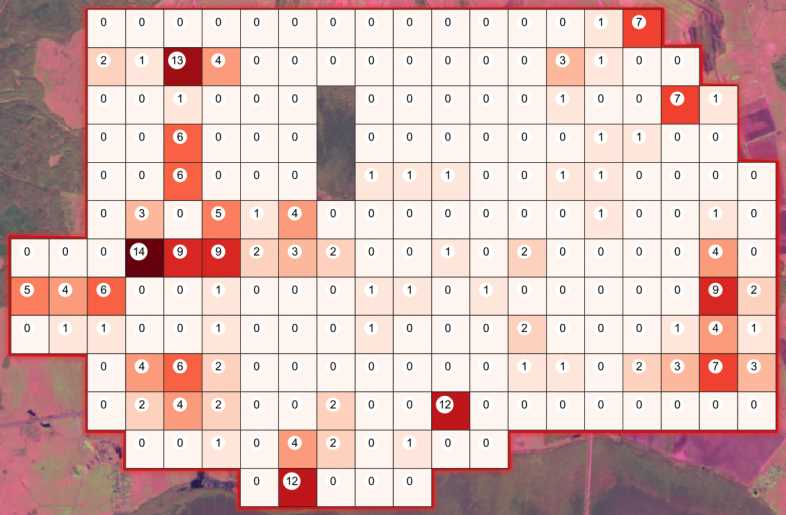 0 0 0 0 0 0 0 0 0 0 0 0 0 1 7
2 1 13 4 0 0 0 0 0 0 0 0 3 1 0 0
0 0 1 0 0 0 0 0 0 0 0 1 0 0 7 1
0 0 6 0 0 0 0 0 0 0 0 0 1 1 0 0
0 0 6 0 0 0 1 1 1 0 0 1 1 0 0 0 0
0 3 0 5 1 4 0 0 0 0 0 0 0 1 0 0 1 0
0 0 0 14 9 9 2 3 2 0 0 1 0 2 0 0 0 0 4 0
5 4 6 0 0 1 0 0 0 1 1 0 1 0 0 0 0 0 9 2
0 1 1 0 0 1 0 0 0 1 0 0 0 2 0 0 0 1 4 1
0 4 6 2 0 0 0 0 0 0 0 1 1 0 2 3 7 3
0 2 4 2 0 0 2 0 0 12 0 0 0 0 0 0 0 0
0 0 1 0 4 2 0 1 0 0
0 12 0 0 0